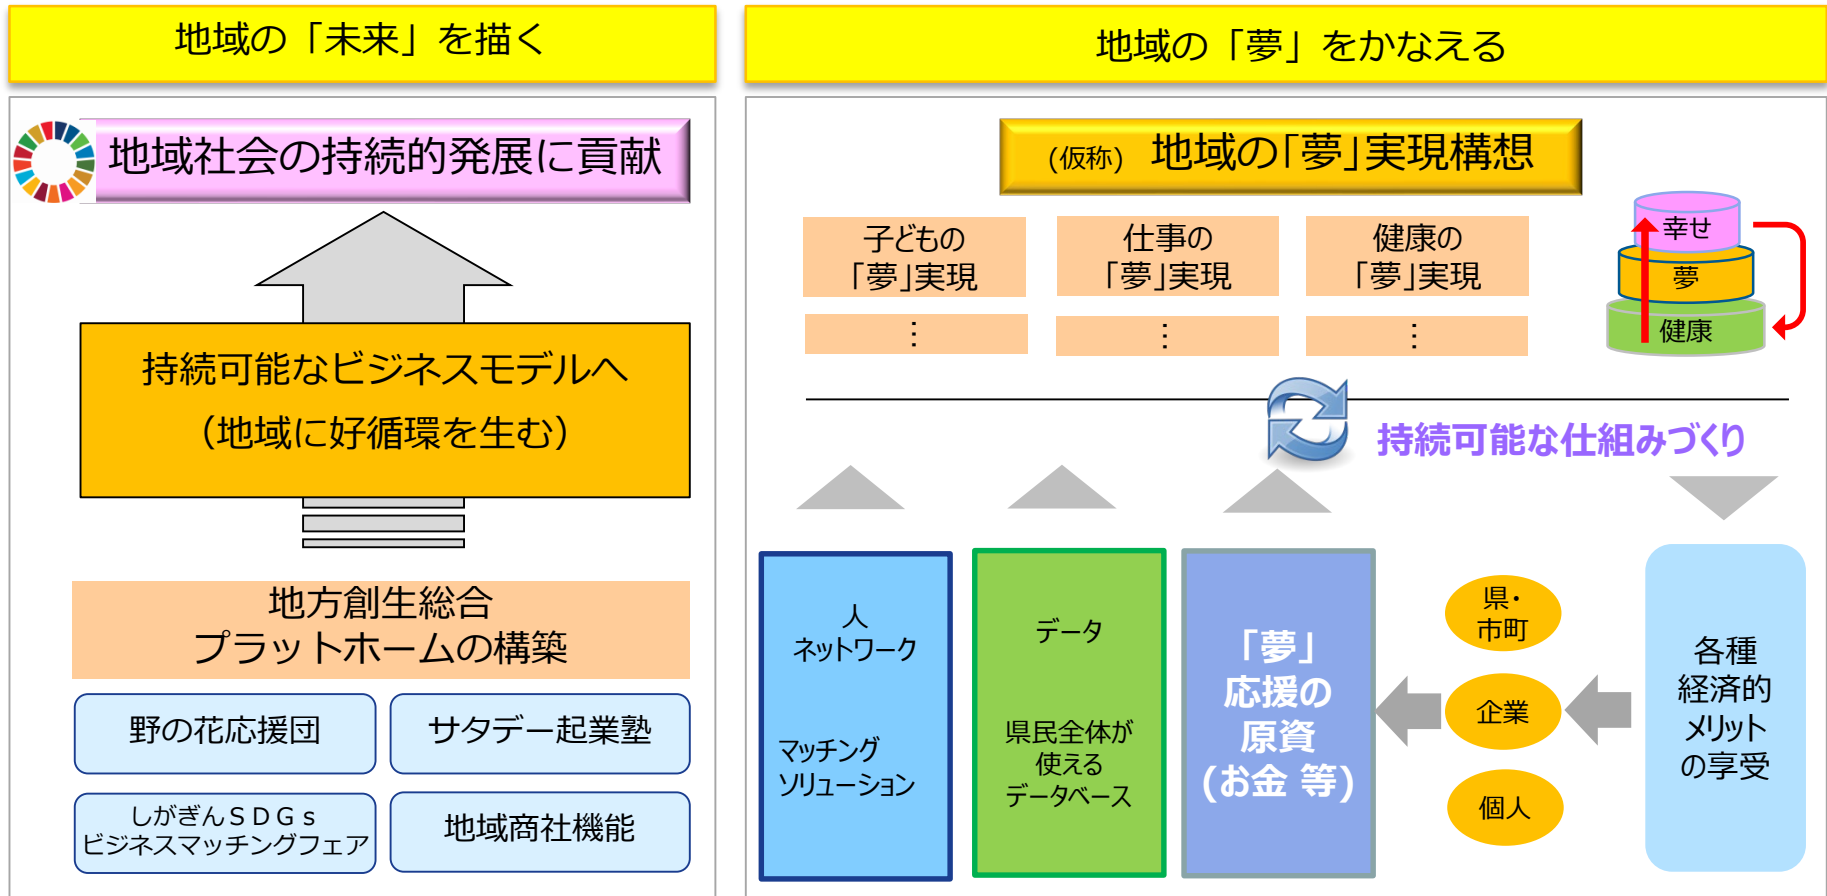 地域の「未来」を描く
地域社会の持続的発展に貢献
持続可能なビジネスモデルへ
（地域に好循環を生む）
地方創生総合
プラットホームの構築
野の花応援団
サタデー起業塾
しがぎんＳＤＧｓ
ビジネスマッチングフェア
地域商社機能
地域の「夢」をかなえる
(仮称) 地域の「夢」実現構想
子どもの
「夢」実現
仕事の
「夢」実現
健康の
「夢」実現
⋮
⋮
⋮
幸せ
夢
健康
持続可能な仕組みづくり
人
ネットワーク
マッチング
ソリューション
データ
県民全体が
使える
データベース
「夢」
応援の
原資
(お金 等)
県・
市町
企業
個人
各種
経済的
メリット
の享受